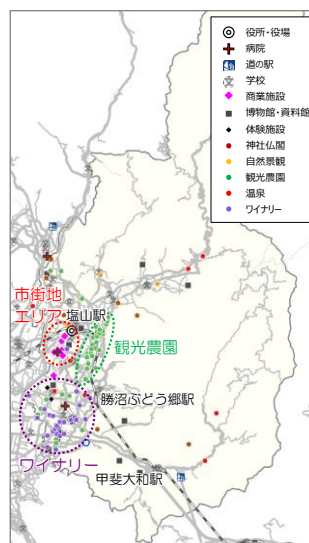 役所・役場
病院
道の駅
学校
商業施設
博物館・資料館
体験施設
神社仏閣
自然景観
観光農園
温泉
ワイナリー
市街地
エリア
塩山駅
観光農園
勝沼ぶどう郷駅
ワイナリー
甲斐大和駅